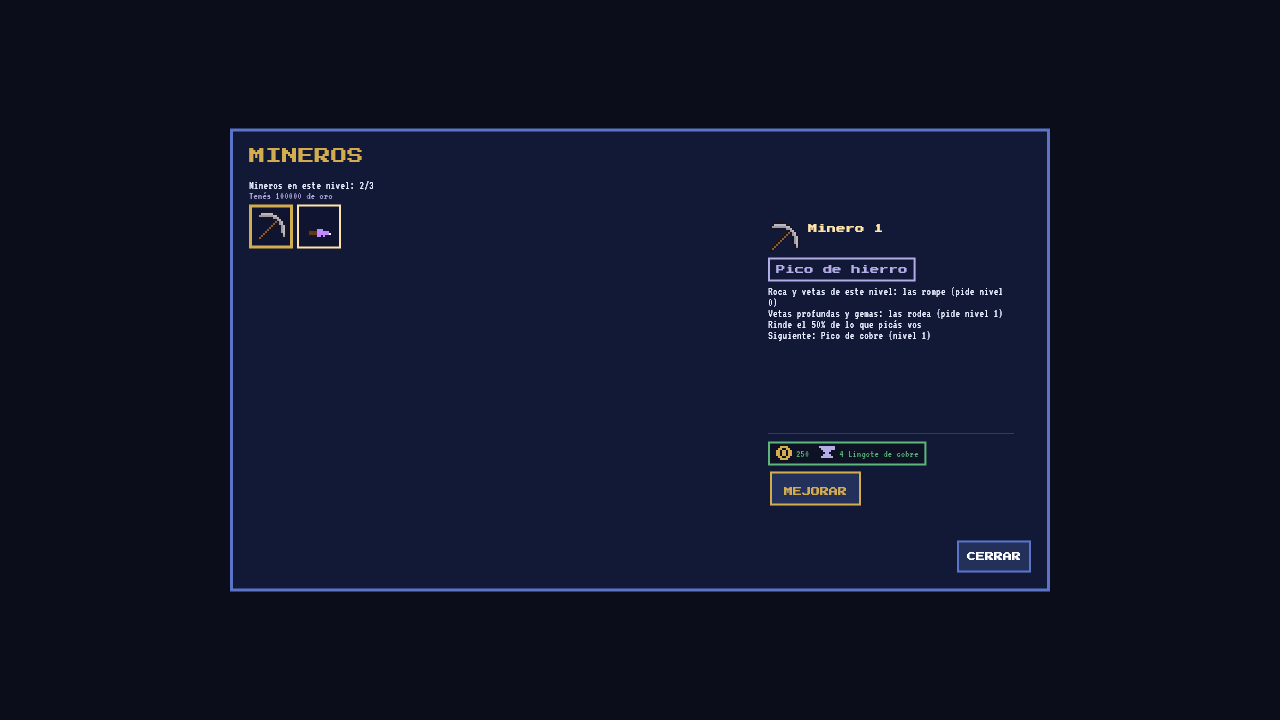 MINEROS
Mineros en este nivel: 2/3
Tenés 100000 de oro
Minero 1
Pico de hierro
Roca y vetas de este nivel: las rompe (pide nivel
0)
Vetas profundas y gemas: las rodea (pide nivel 1)
Rinde el 50% de lo que picás vos
Siguiente: Pico de cobre (nivel 1)
250 4 Lingote de cobre
MEJORAR
CERRAR